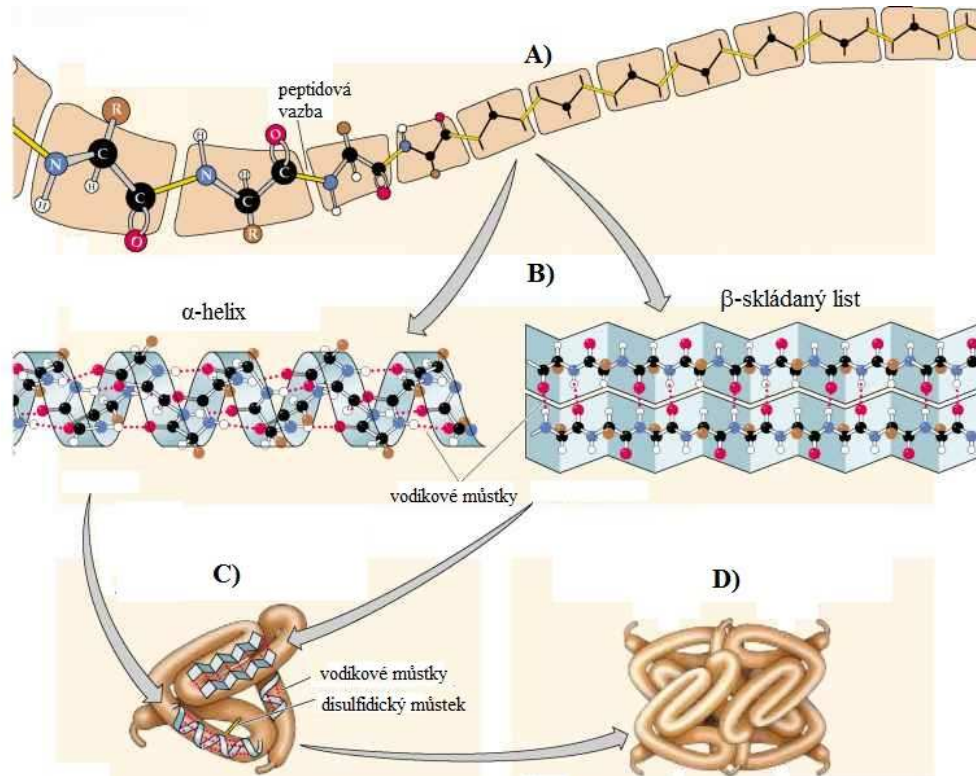 A)
peptidová
vazba
R
O
H
N
C
H
C
H
O
N
H
C
R
C
N
B)
α-helix
β-skládaný list
vodíkové můstky
C)
D)
vodíkové můstky
disulfidický můstek